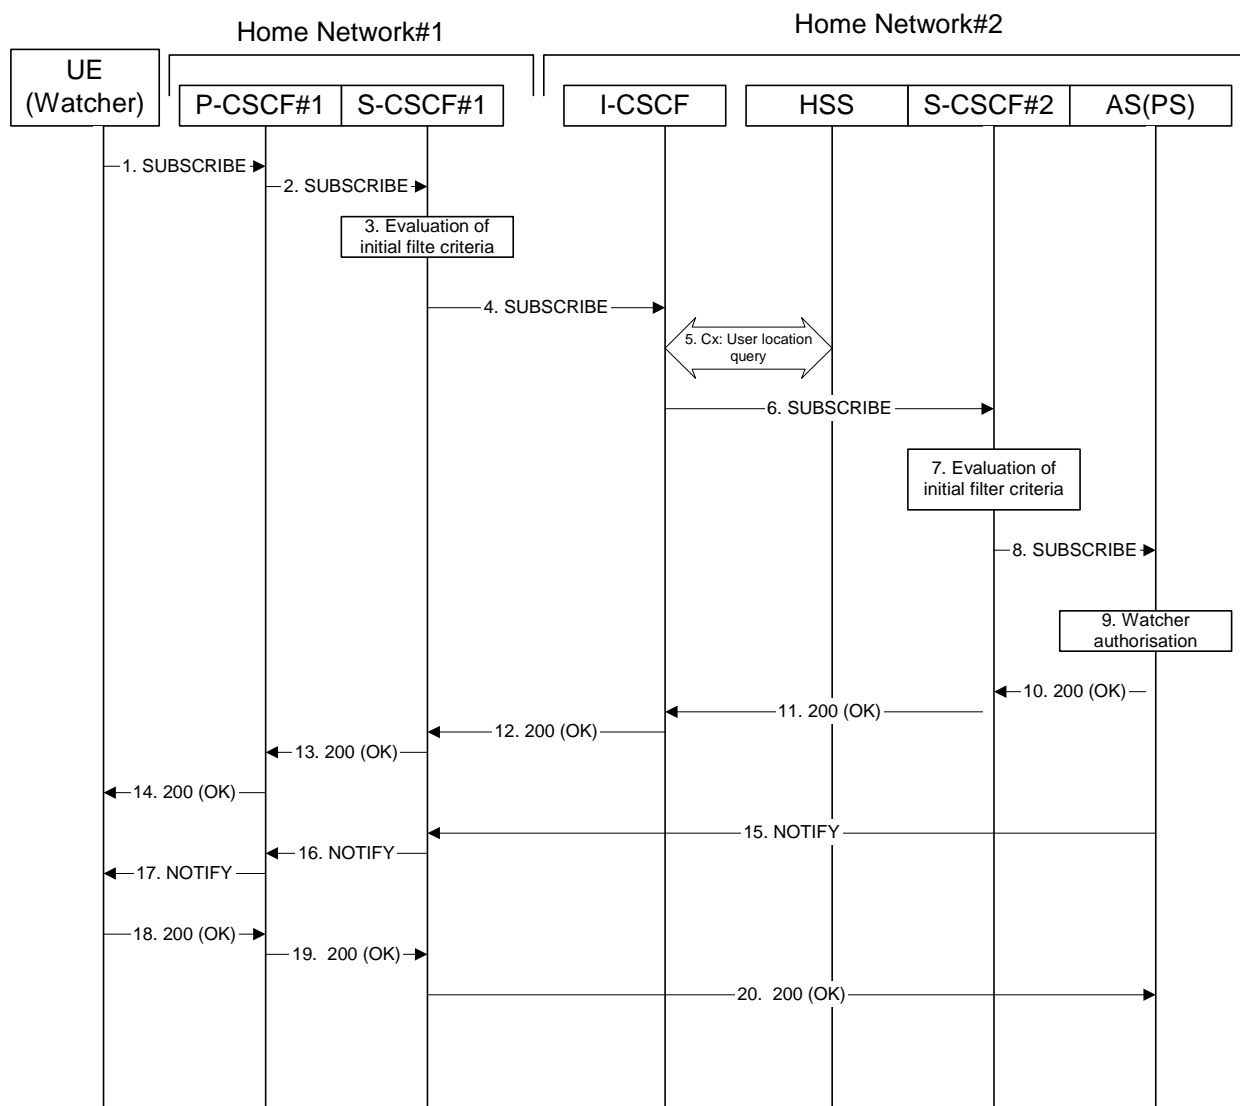 Home Network#1
Home Network#2
UE
(Watcher)
P-CSCF#1
S-CSCF#1
I-CSCF
HSS
S-CSCF#2
AS(PS)
1. SUBSCRIBE
2. SUBSCRIBE
3. Evaluation of
initial filte criteria
4. SUBSCRIBE
5. Cx: User location
query
6. SUBSCRIBE
7. Evaluation of
initial filter criteria
8. SUBSCRIBE
9. Watcher
authorisation
10. 200 (OK)
11. 200 (OK)
12. 200 (OK)
13. 200 (OK)
14. 200 (OK)
15. NOTIFY
16. NOTIFY
17. NOTIFY
18. 200 (OK)
19. 200 (OK)
20. 200 (OK)